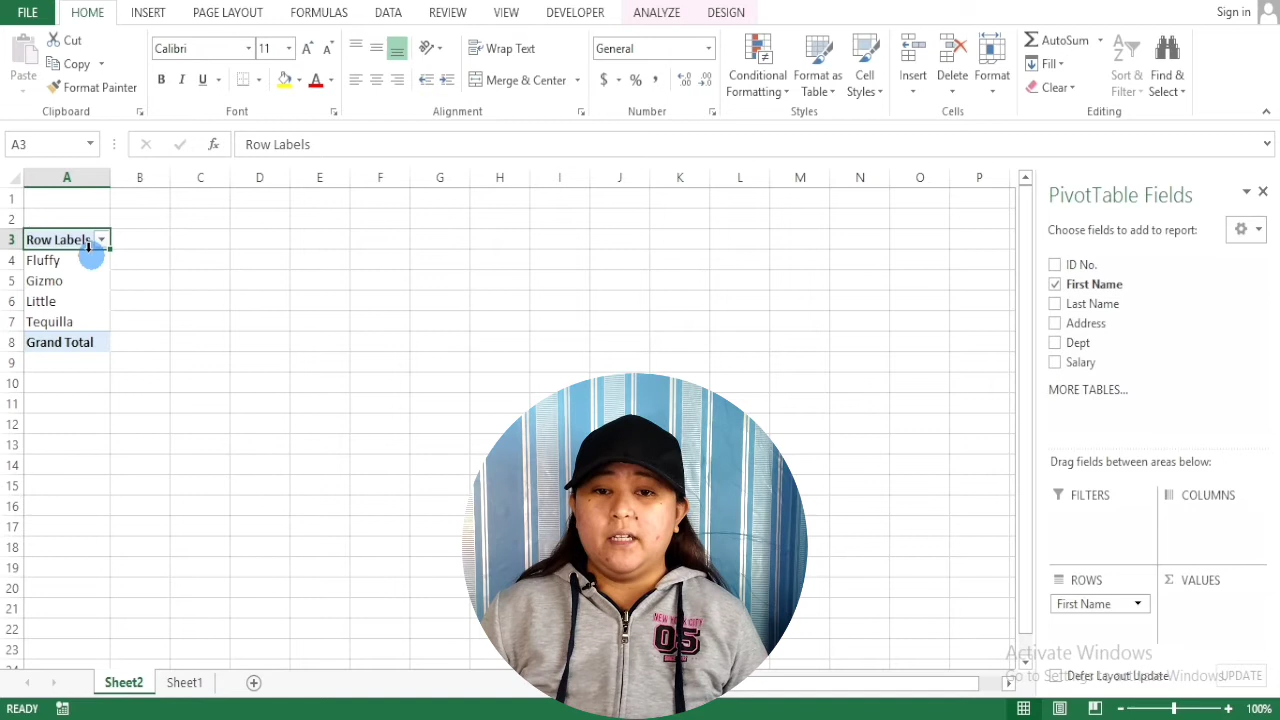 FILE HOME INSERT PAGE LAYOUT FORMULAS DATA REVIEW VIEW DEVELOPER ANALYZE DESIGN Sign in
Paste
Cut
Copy
Format Painter
Clipboard
Calibri 11
A A
B I U A
Font
Wrap Text
Merge & Center
Alignment
General
$ % ,
Number
Conditional Formatting
Format as Table
Cell Styles
Styles
Insert
Delete
Format
Cells
AutoSum
Fill
Clear
Sort & Filter
Find & Select
Editing
A3 fx Row Labels
A B C D E F G H I J K L M N O P
1
2
3 Row Labels
4 Fluffy
5 Gizmo
6 Little
7 Tequilla
8 Grand Total
9
10
11
12
13
14
15
16
17
18
19
20
21
22
23
PivotTable Fields
Choose fields to add to report:
ID No.
First Name
Last Name
Address
Dept
Salary
MORE TABLES...
Drag fields between areas below:
FILTERS COLUMNS
ROWS VALUES
First Name
Activate Windows
Go to Settings to activate Windows.
Defer Layout Update UPDATE
NEW YORK CITY
05
Sheet2 Sheet1
READY 100%